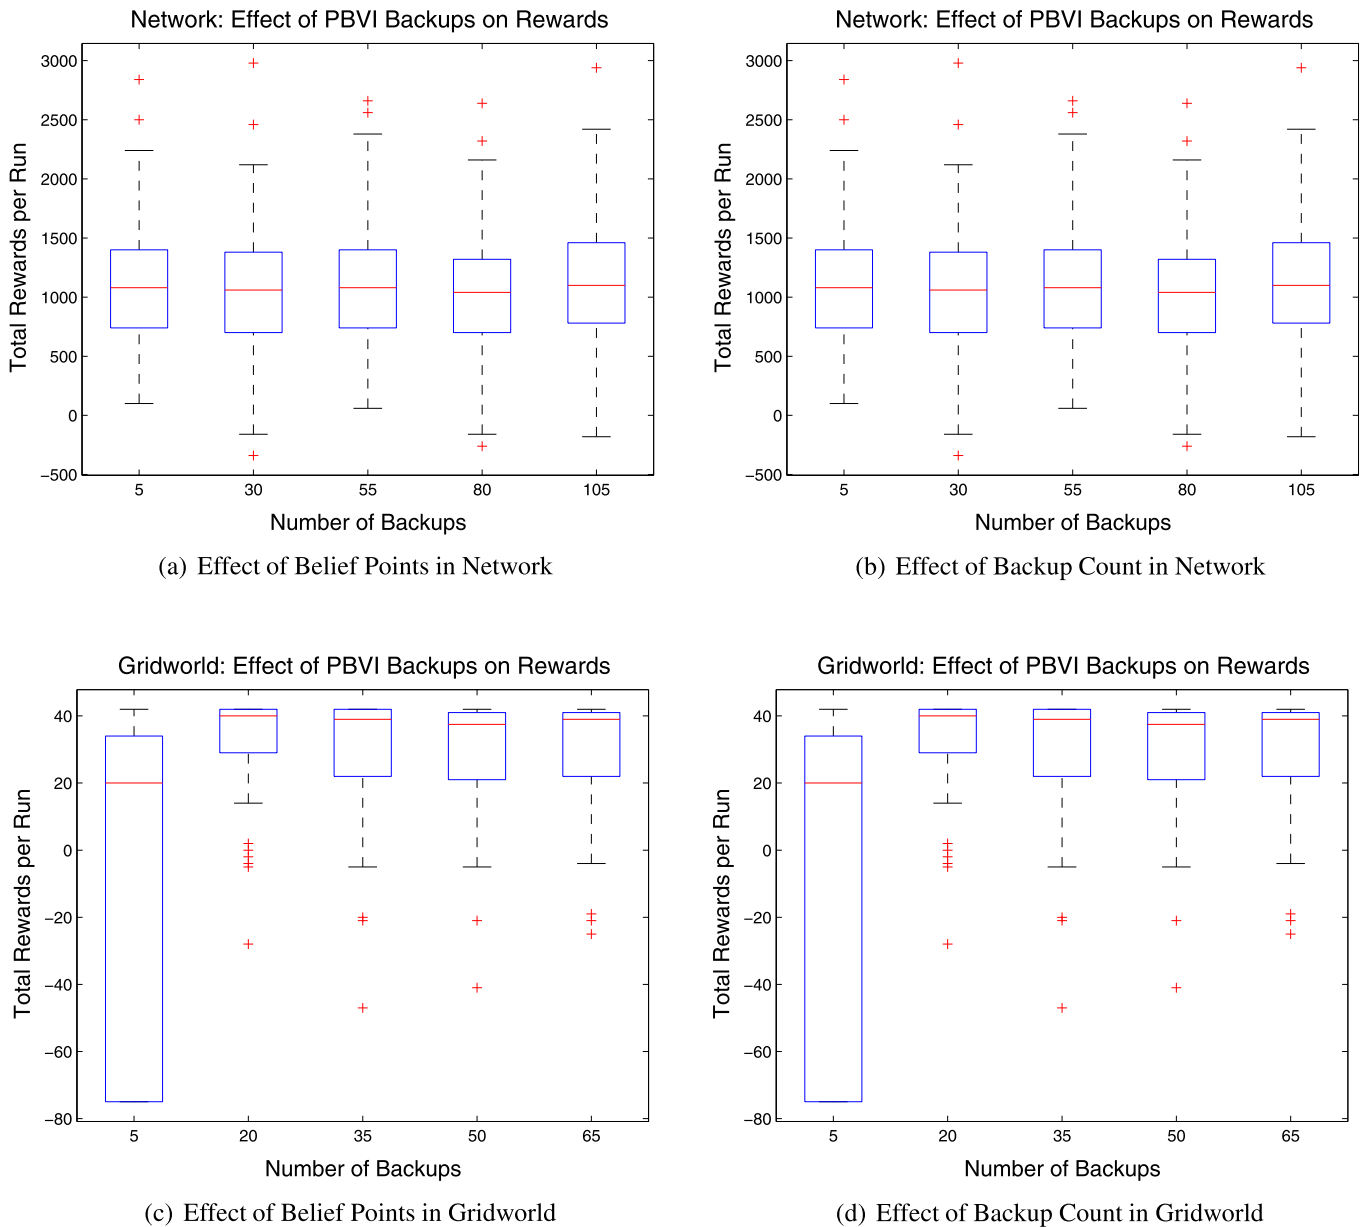 Network: Effect of PBVI Backups on Rewards
3000
2500
2000
1500
1000
500
0
−500
Total Rewards per Run
5 30 55 80 105
Number of Backups
(a) Effect of Belief Points in Network
Network: Effect of PBVI Backups on Rewards
3000
2500
2000
1500
1000
500
0
−500
Total Rewards per Run
5 30 55 80 105
Number of Backups
(b) Effect of Backup Count in Network
Gridworld: Effect of PBVI Backups on Rewards
40
20
0
−20
−40
−60
−80
Total Rewards per Run
5 20 35 50 65
Number of Backups
(c) Effect of Belief Points in Gridworld
Gridworld: Effect of PBVI Backups on Rewards
40
20
0
−20
−40
−60
−80
Total Rewards per Run
5 20 35 50 65
Number of Backups
(d) Effect of Backup Count in Gridworld